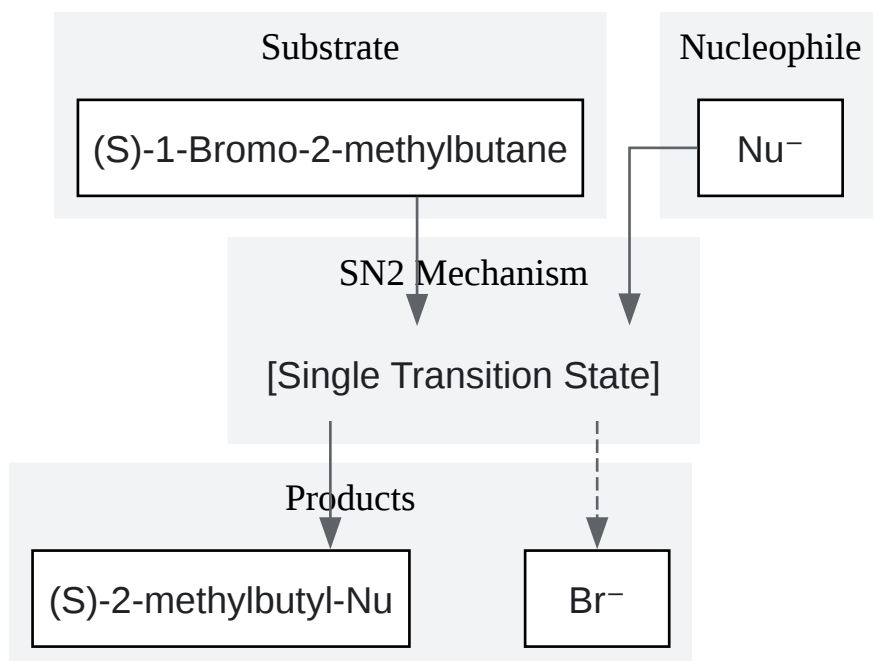 Substrate
Nucleophile
(S)-1-Bromo-2-methylbutane
Nu⁻
SN2 Mechanism
[Single Transition State]
Products
(S)-2-methylbutyl-Nu
Br⁻